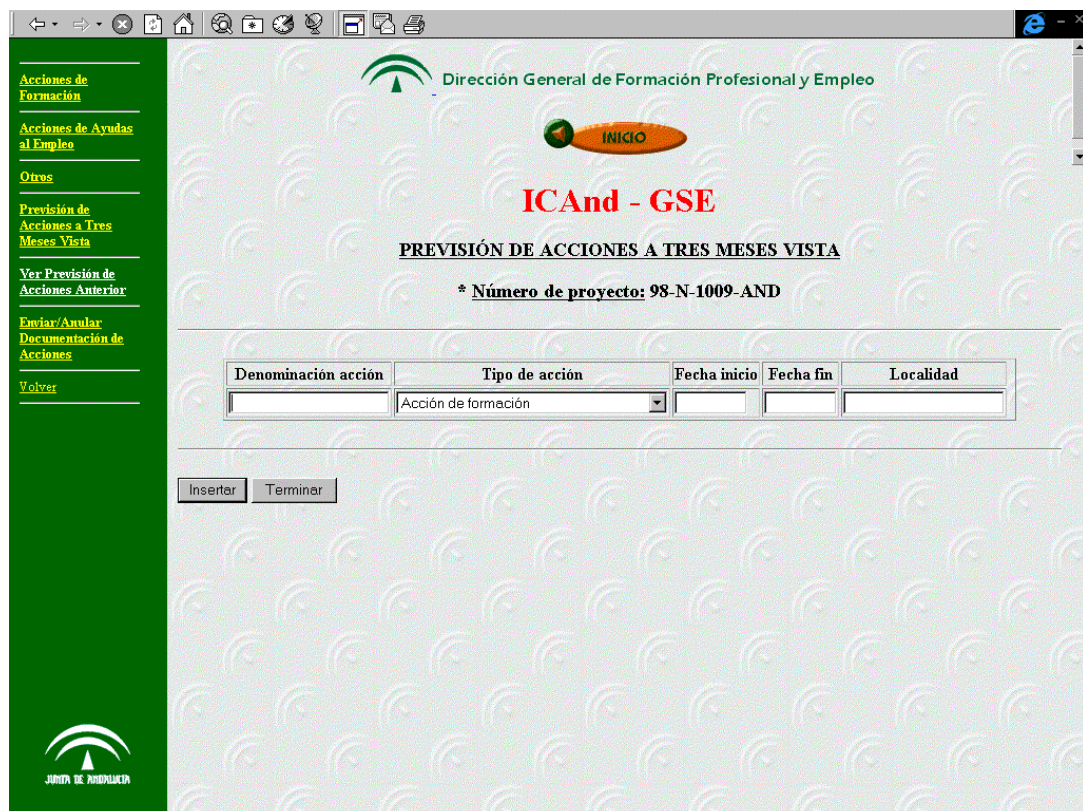 Acciones de
Formación
Acciones de Ayudas
al Empleo
Otros
Previsión de
Acciones a Tres
Meses Vista
Ver Previsión de
Acciones Anterior
Enviar/Anular
Documentación de
Acciones
Volver
JUNTA DE ANDALUCIA
Dirección General de Formación Profesional y Empleo
INICIO
ICAnd - GSE
PREVISIÓN DE ACCIONES A TRES MESES VISTA
* Número de proyecto: 98-N-1009-AND
Denominación acción Tipo de acción Fecha inicio Fecha fin Localidad
Acción de formación
Insertar Terminar